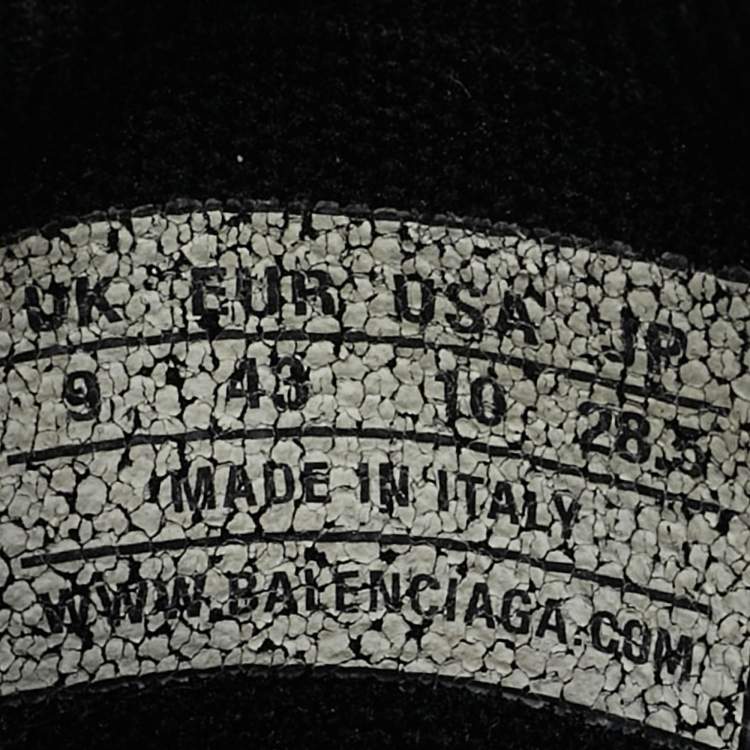 UK EUR USA JP
9 43 10 28.5
MADE IN ITALY
WWW.BALENCIAGA.COM